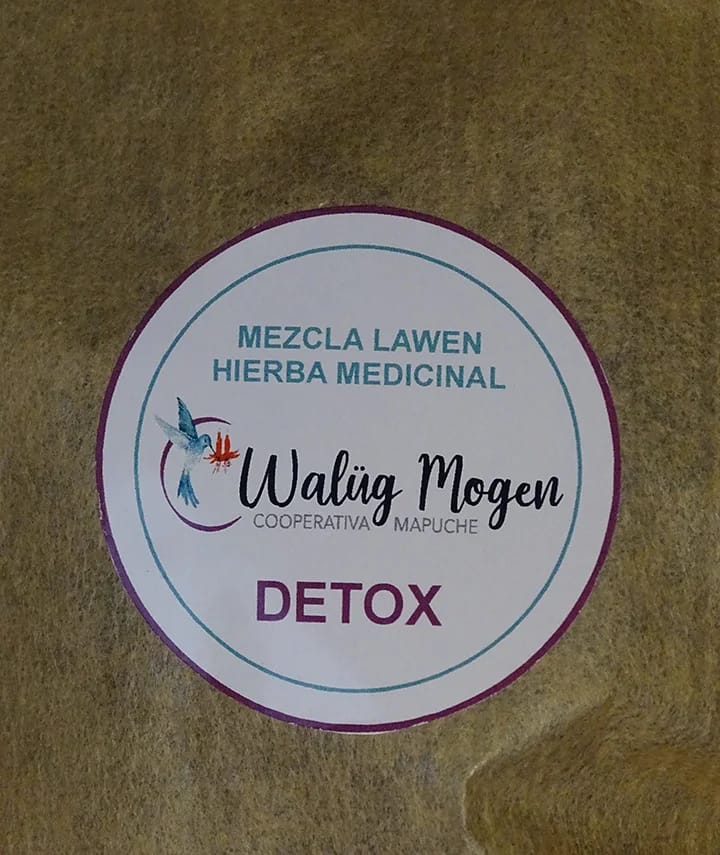 MEZCLA LAWEN
HIERBA MEDICINAL
Walüg Mogen
COOPERATIVA MAPUCHE
DETOX